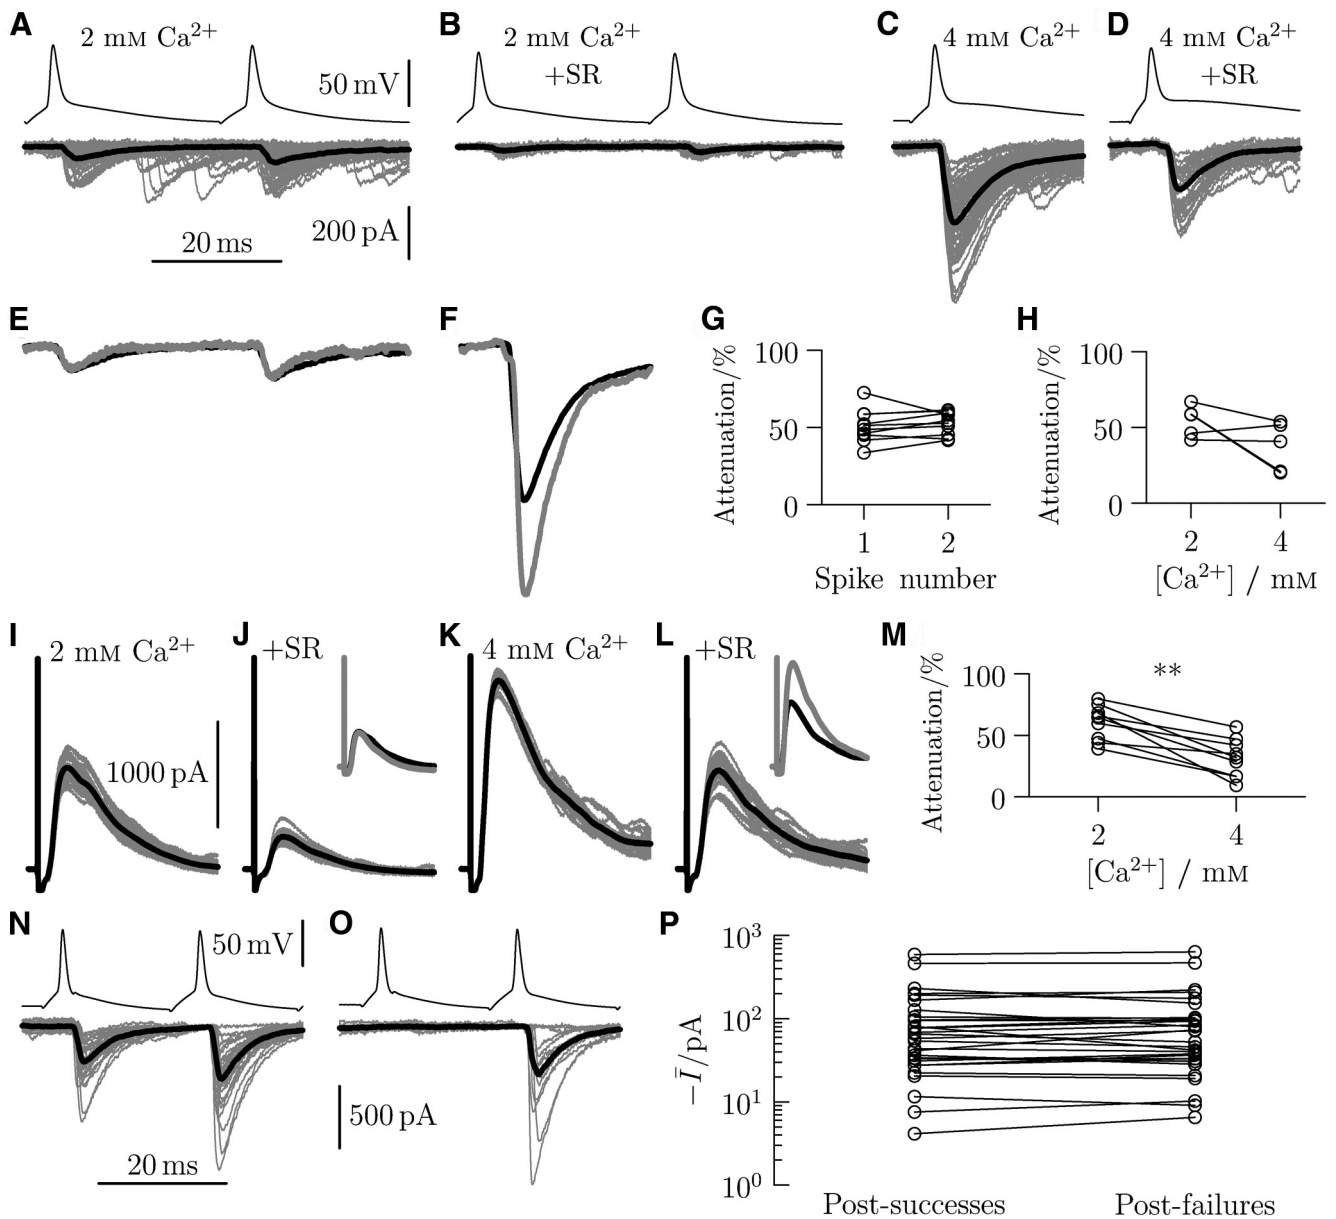 A
2 mM Ca²⁺
50 mV
200 pA
20 ms
B
2 mM Ca²⁺
+SR
C
4 mM Ca²⁺
D
4 mM Ca²⁺
+SR
E
F
G
Attenuation/%
100
50
0
1 2
Spike number
H
Attenuation/%
100
50
0
2 4
[Ca²⁺] / mM
I
2 mM Ca²⁺
1000 pA
J
+SR
K
4 mM Ca²⁺
L
+SR
M
**
Attenuation/%
100
50
0
2 4
[Ca²⁺] / mM
N
50 mV
20 ms
O
500 pA
P
−Ī/pA
10³
10²
10¹
10⁰
Post-successes Post-failures